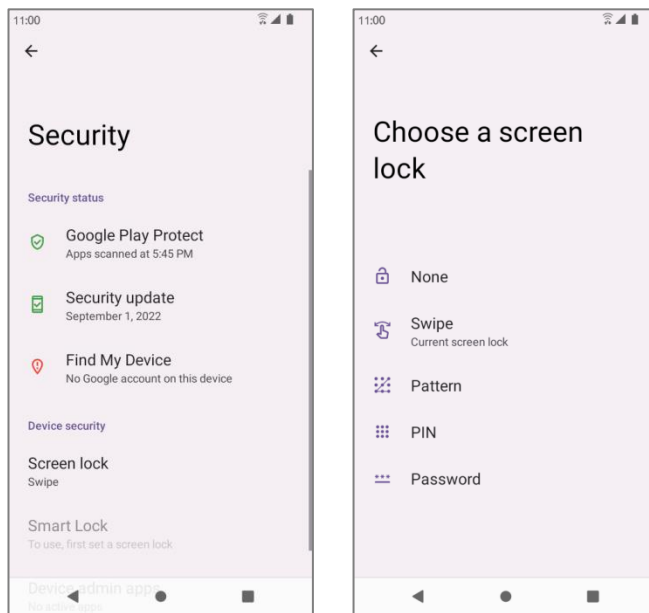 11:00
Security
Security status
Google Play Protect
Apps scanned at 5:45 PM
Security update
September 1, 2022
Find My Device
No Google account on this device
Device security
Screen lock
Swipe
Smart Lock
To use, first set a screen lock
Device admin apps
No active apps
11:00
Choose a screen
lock
None
Swipe
Current screen lock
Pattern
PIN
Password